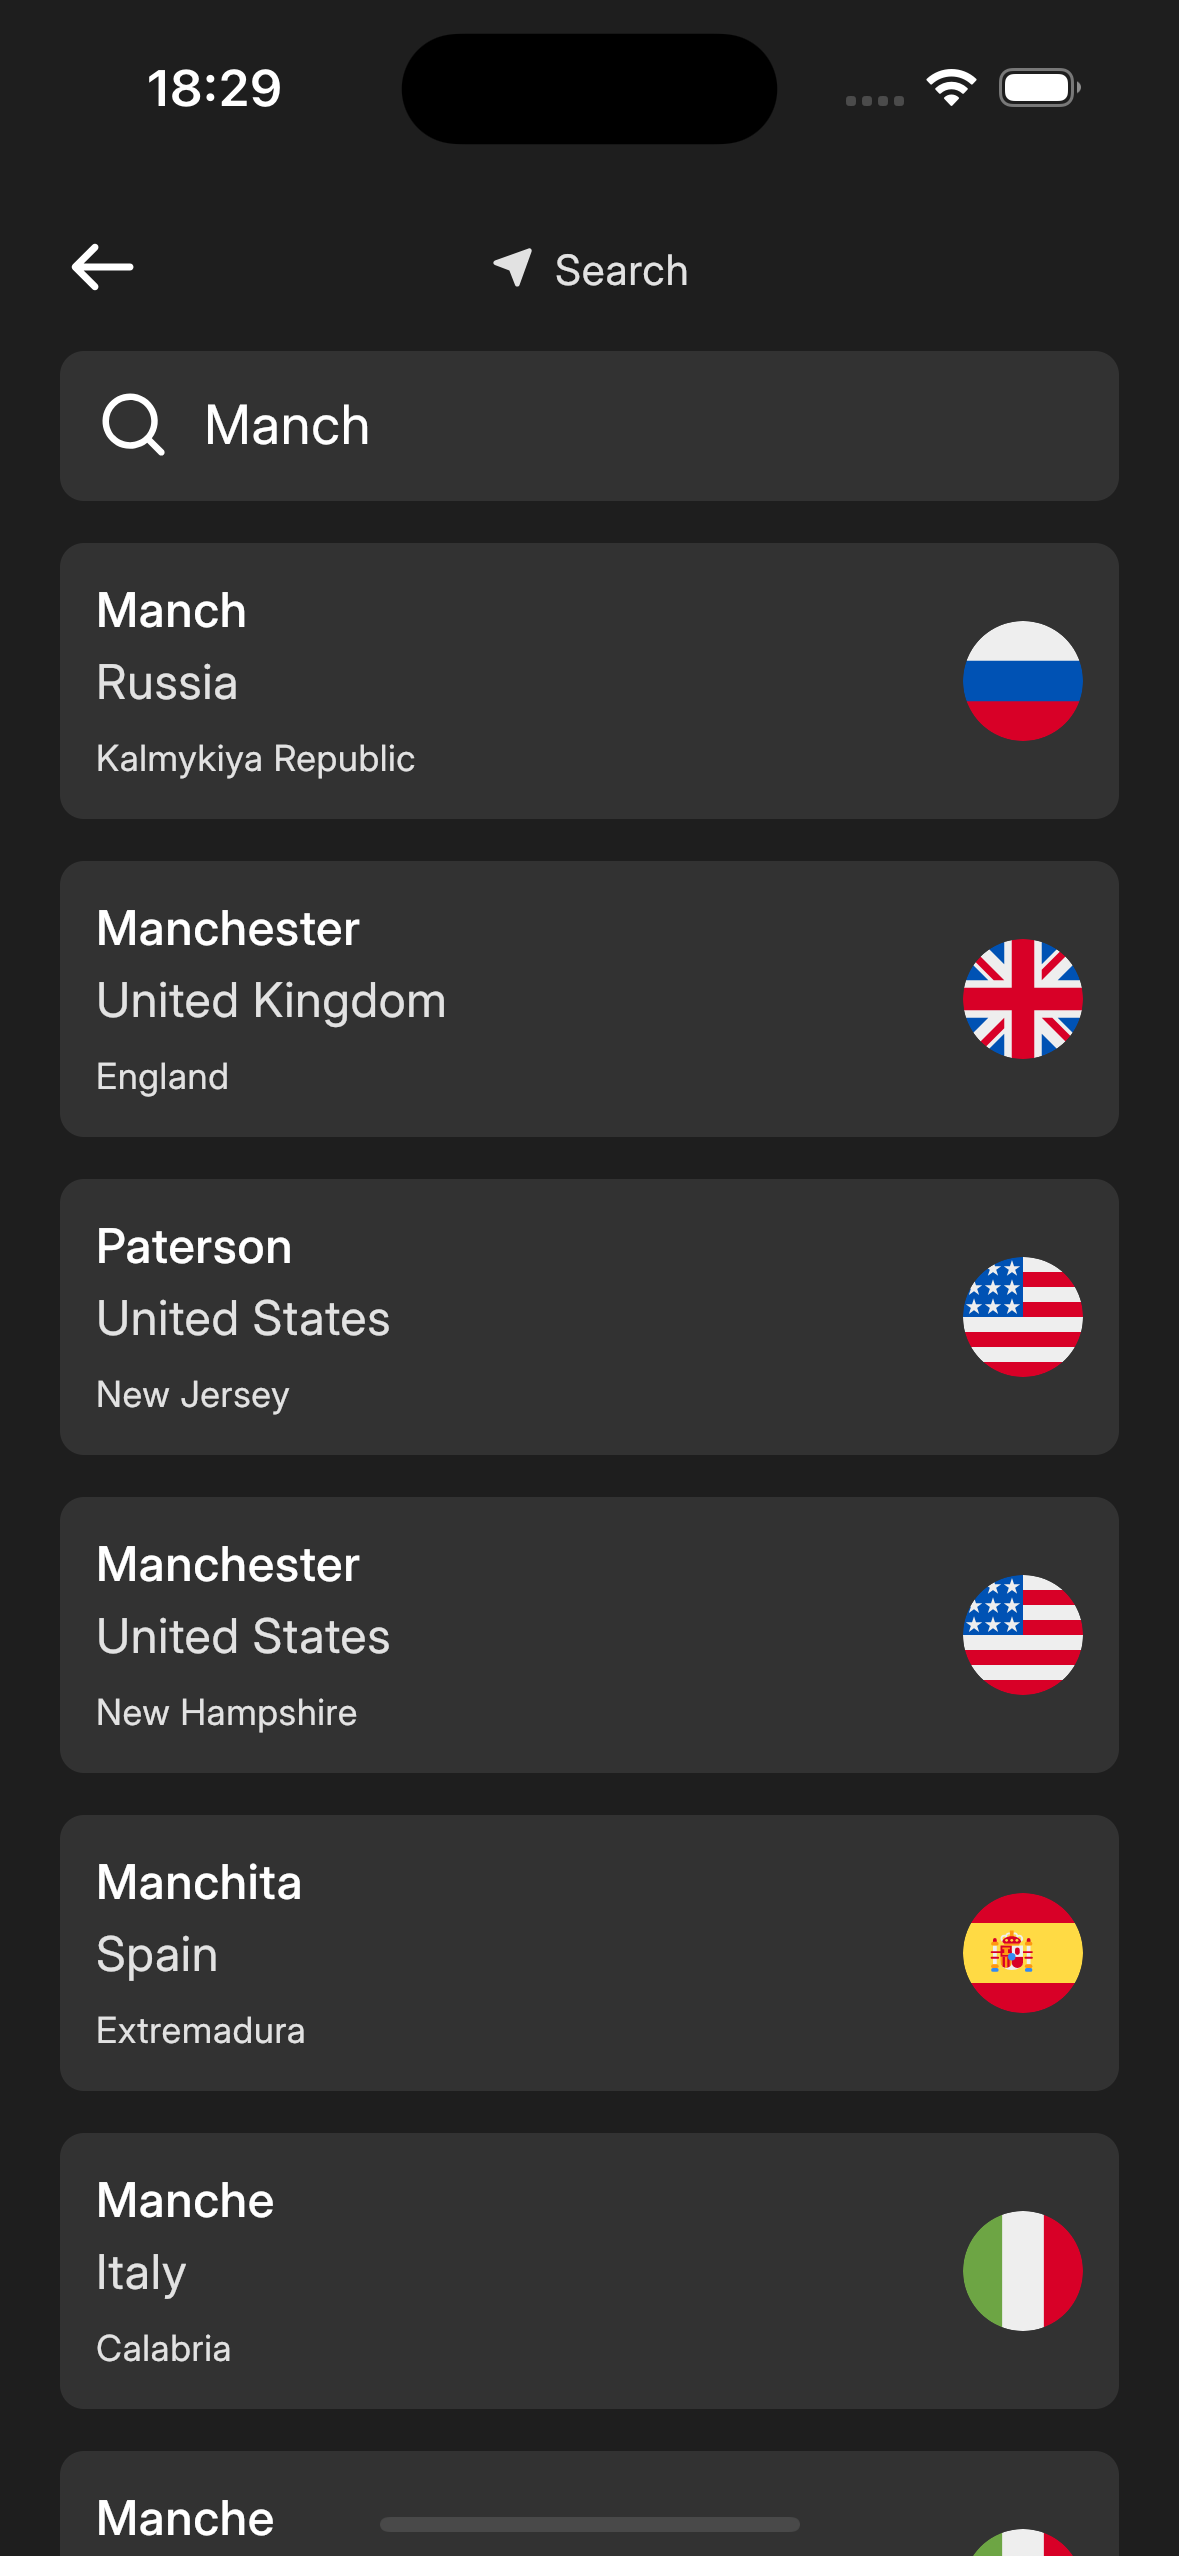 18:29
Search
Manch
Manch
Russia
Kalmykiya Republic
Manchester
United Kingdom
England
Paterson
United States
New Jersey
Manchester
United States
New Hampshire
Manchita
Spain
Extremadura
Manche
Italy
Calabria
Manche